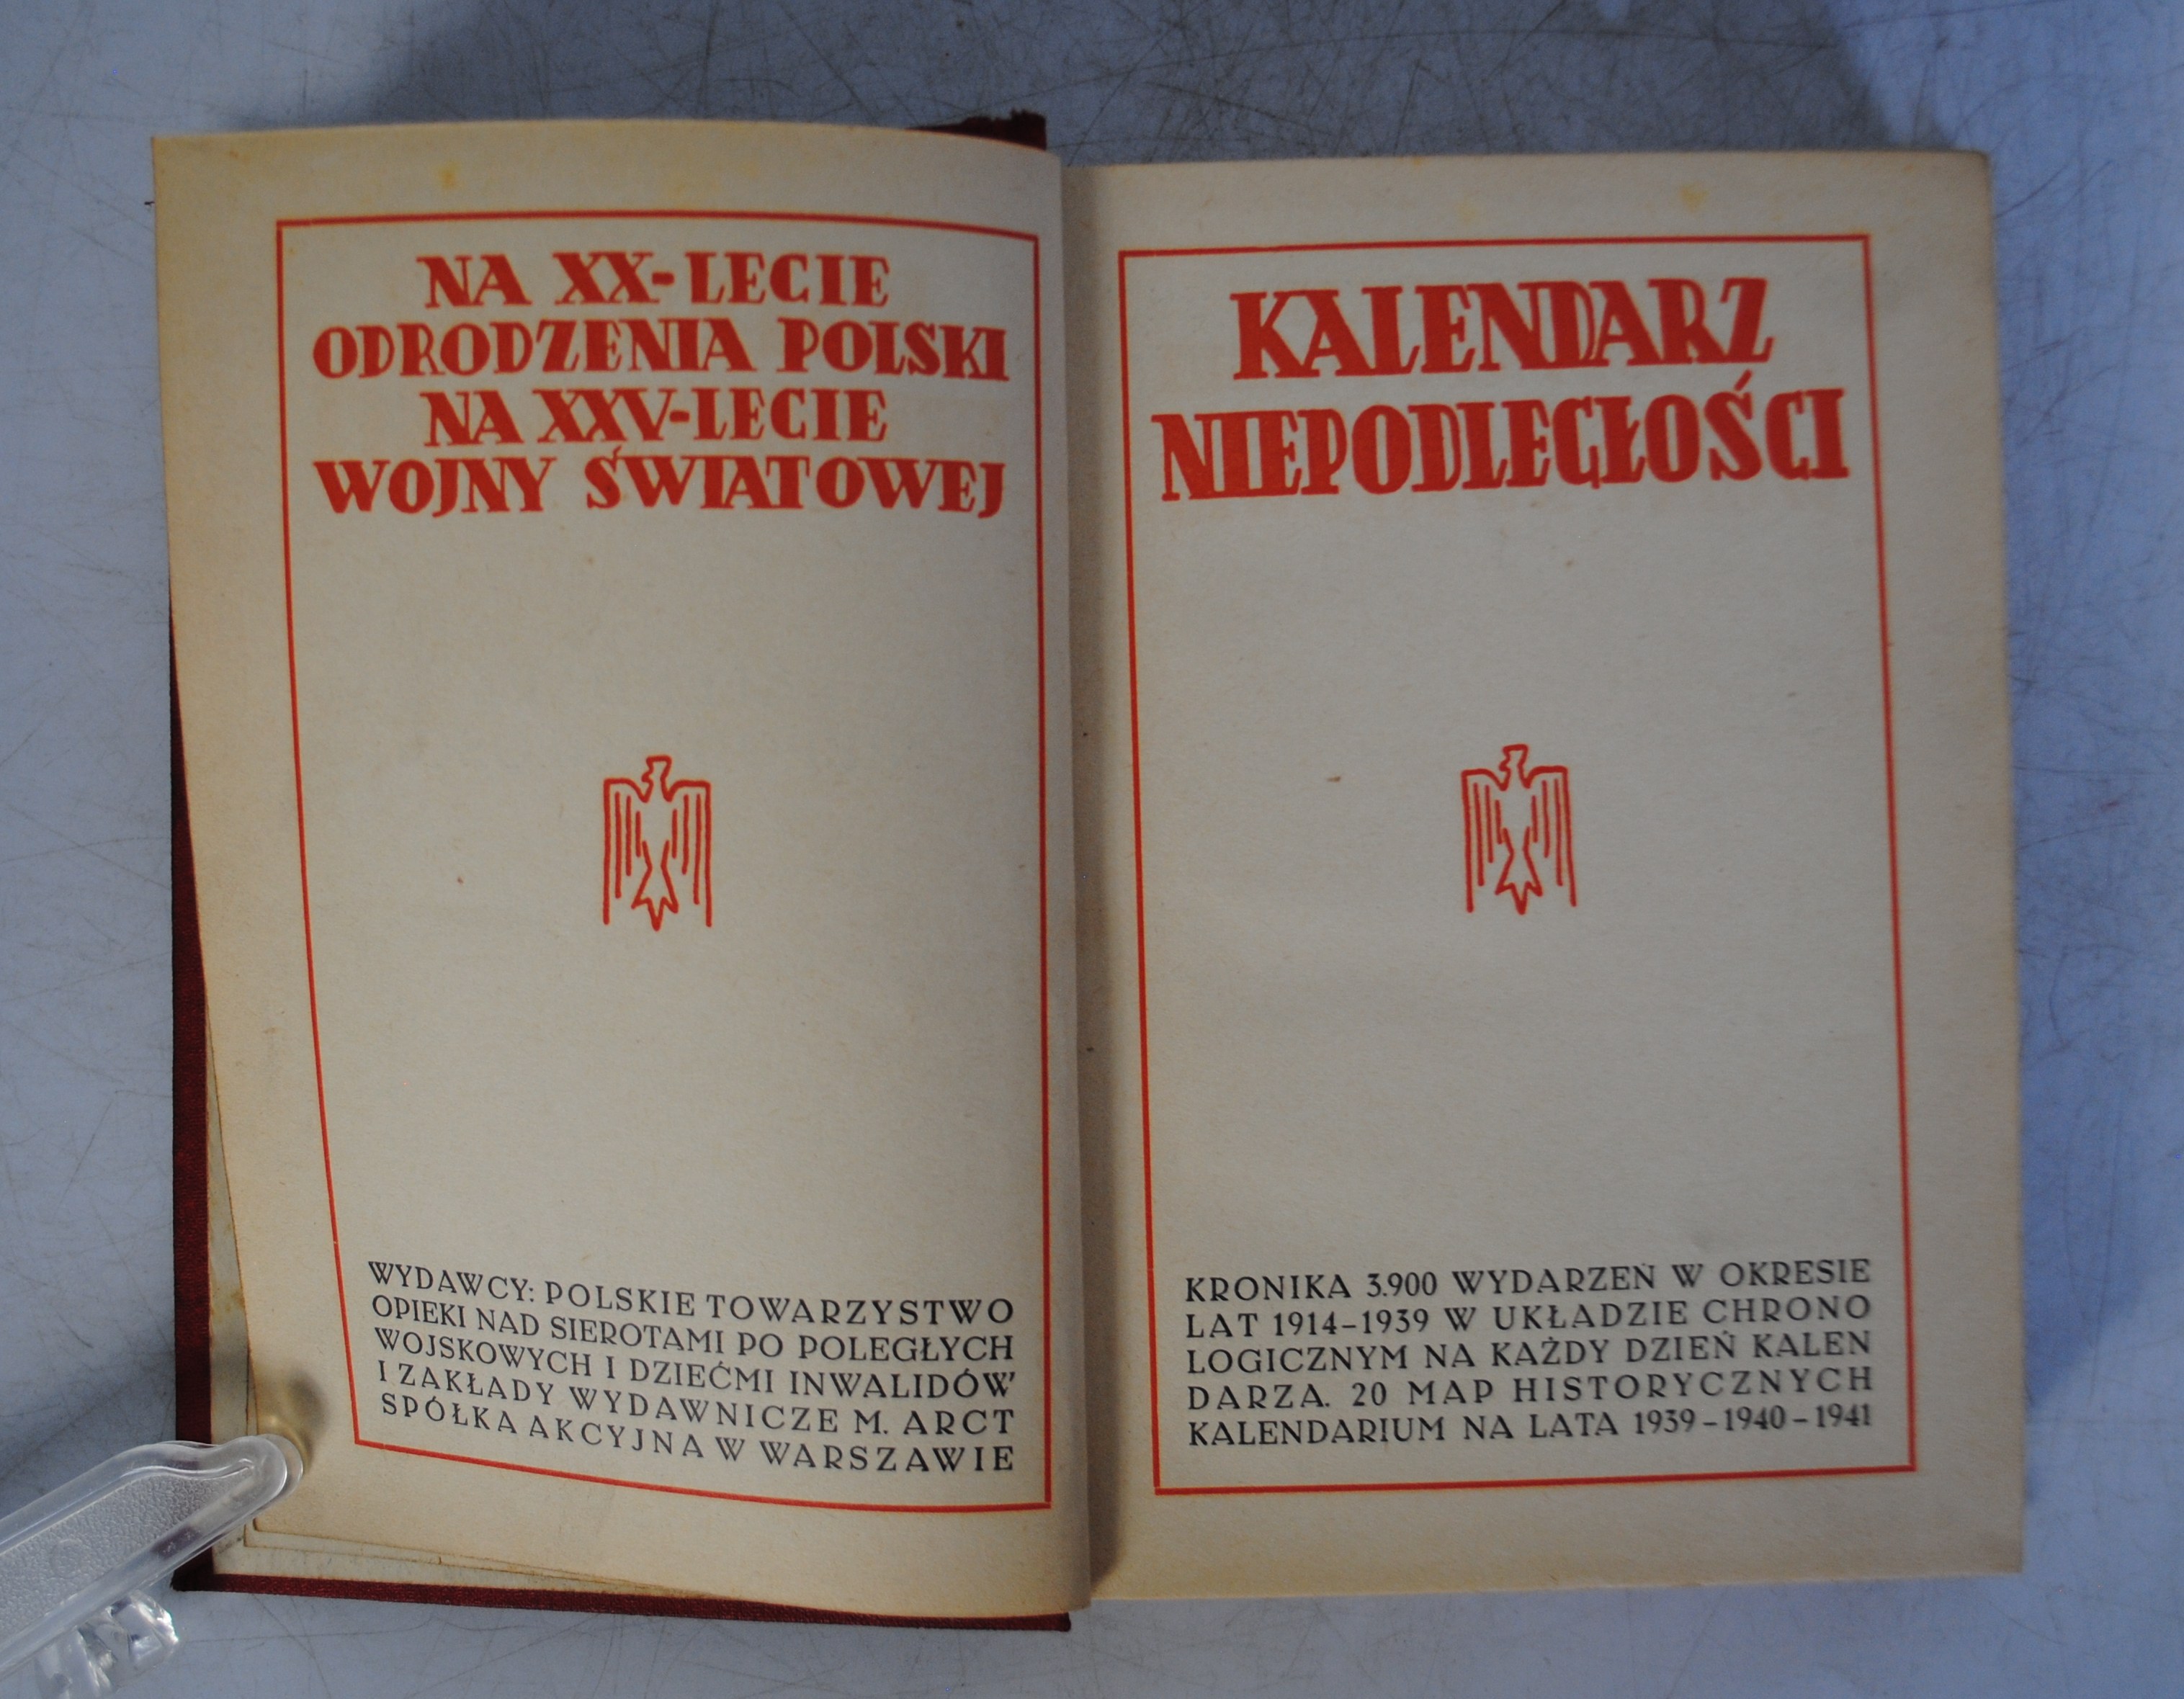 NA XX-LECIE
ODRODZENIA POLSKI
NA XXV-LECIE
WOJNY ŚWIATOWEJ
WYDAWCY: POLSKIE TOWARZYSTWO
OPIEKI NAD SIEROTAMI PO POLEGŁYCH
WOJSKOWYCH I DZIEĆMI INWALIDÓW
I ZAKŁADY WYDAWNICZE M. ARCT
SPÓŁKA AKCYJNA W WARSZAWIE
KALENDARZ
NIEPODLEGŁOŚCI
KRONIKA 3.900 WYDARZEŃ W OKRESIE
LAT 1914-1939 W UKŁADZIE CHRONO
LOGICZNYM NA KAŻDY DZIEŃ KALEN
DARZA. 20 MAP HISTORYCZNYCH
KALENDARIUM NA LATA 1939-1940-1941